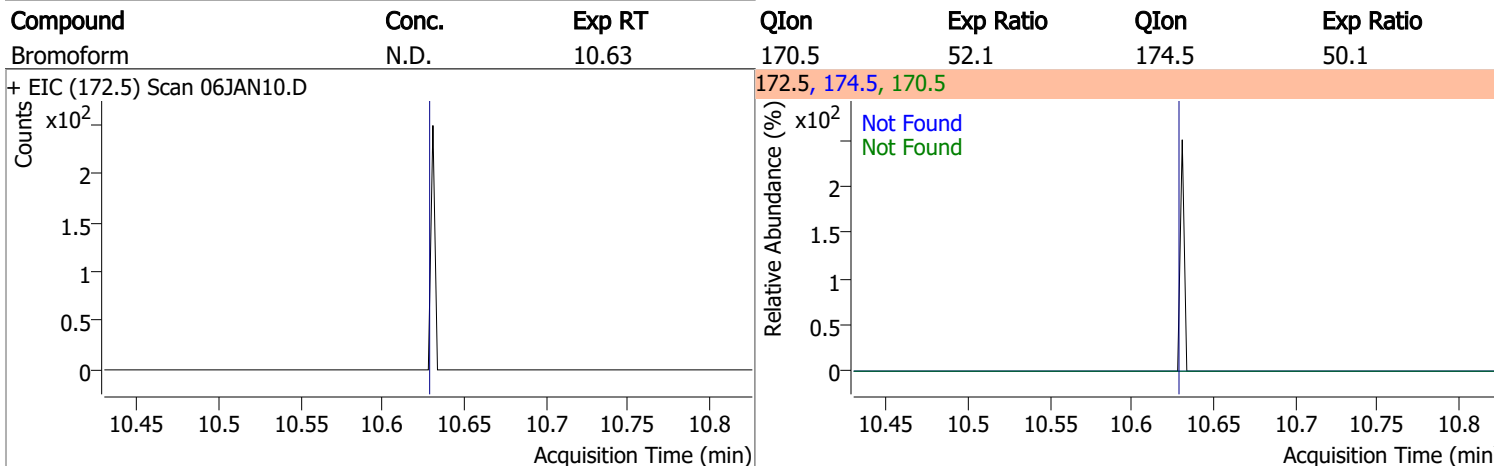 Compound Conc. Exp RT QIon Exp Ratio QIon Exp Ratio
Bromoform N.D. 10.63 170.5 52.1 174.5 50.1
+ EIC (172.5) Scan 06JAN10.D
Counts
x10²
2
1.5
1
0.5
0
10.45 10.5 10.55 10.6 10.65 10.7 10.75 10.8
Acquisition Time (min)
172.5, 174.5, 170.5
Relative Abundance (%)
x10²
Not Found
Not Found
2
1.5
1
0.5
0
10.45 10.5 10.55 10.6 10.65 10.7 10.75 10.8
Acquisition Time (min